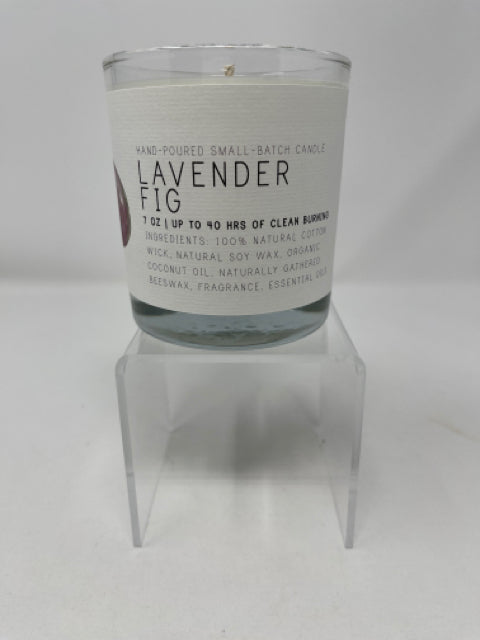 HAND-POURED SMALL-BATCH CANDLE
LAVENDER
FIG
7 OZ | UP TO 40 HRS OF CLEAN BURNING
INGREDIENTS: 100% NATURAL COTTON
WICK, NATURAL SOY WAX, ORGANIC
COCONUT OIL, NATURALLY GATHERED
BEESWAX, FRAGRANCE, ESSENTIAL OILS